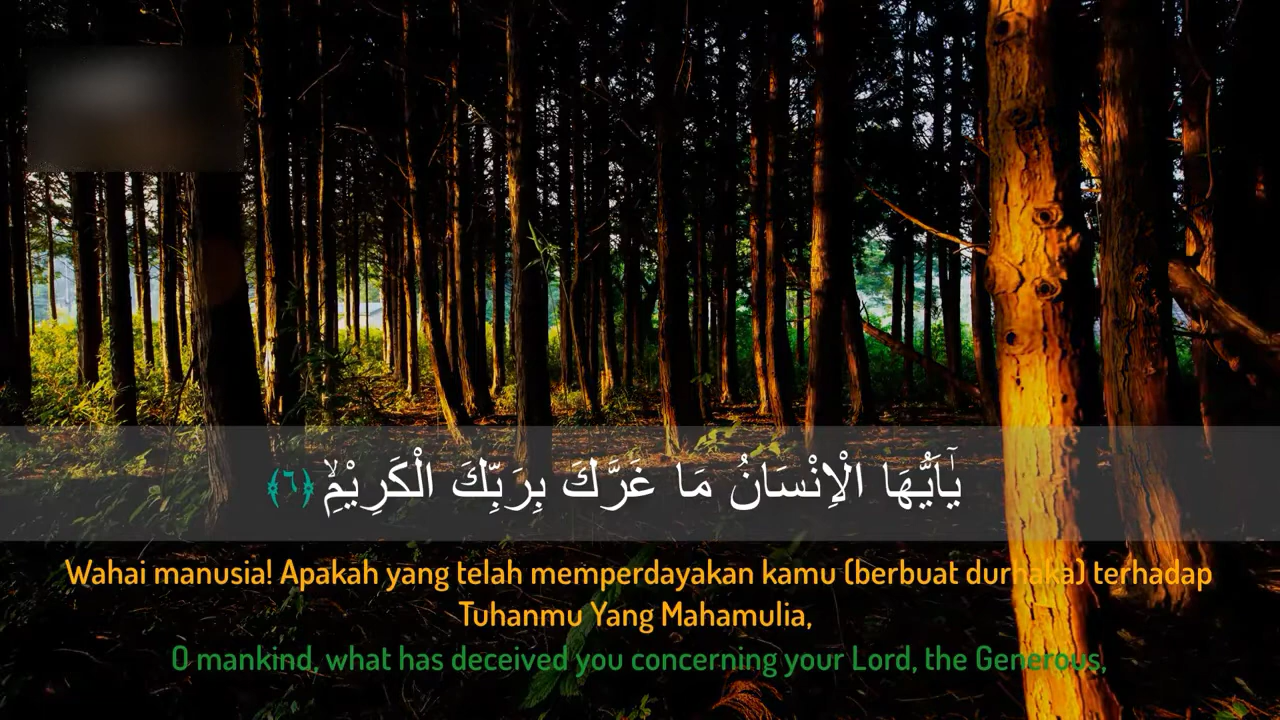 يٰٓاَيُّهَا الْاِنْسَانُ مَا غَرَّكَ بِرَبِّكَ الْكَرِيْمِۙ ﴿٦﴾
Wahai manusia! Apakah yang telah memperdayakan kamu (berbuat durhaka) terhadap
Tuhanmu Yang Mahamulia,
O mankind, what has deceived you concerning your Lord, the Generous,